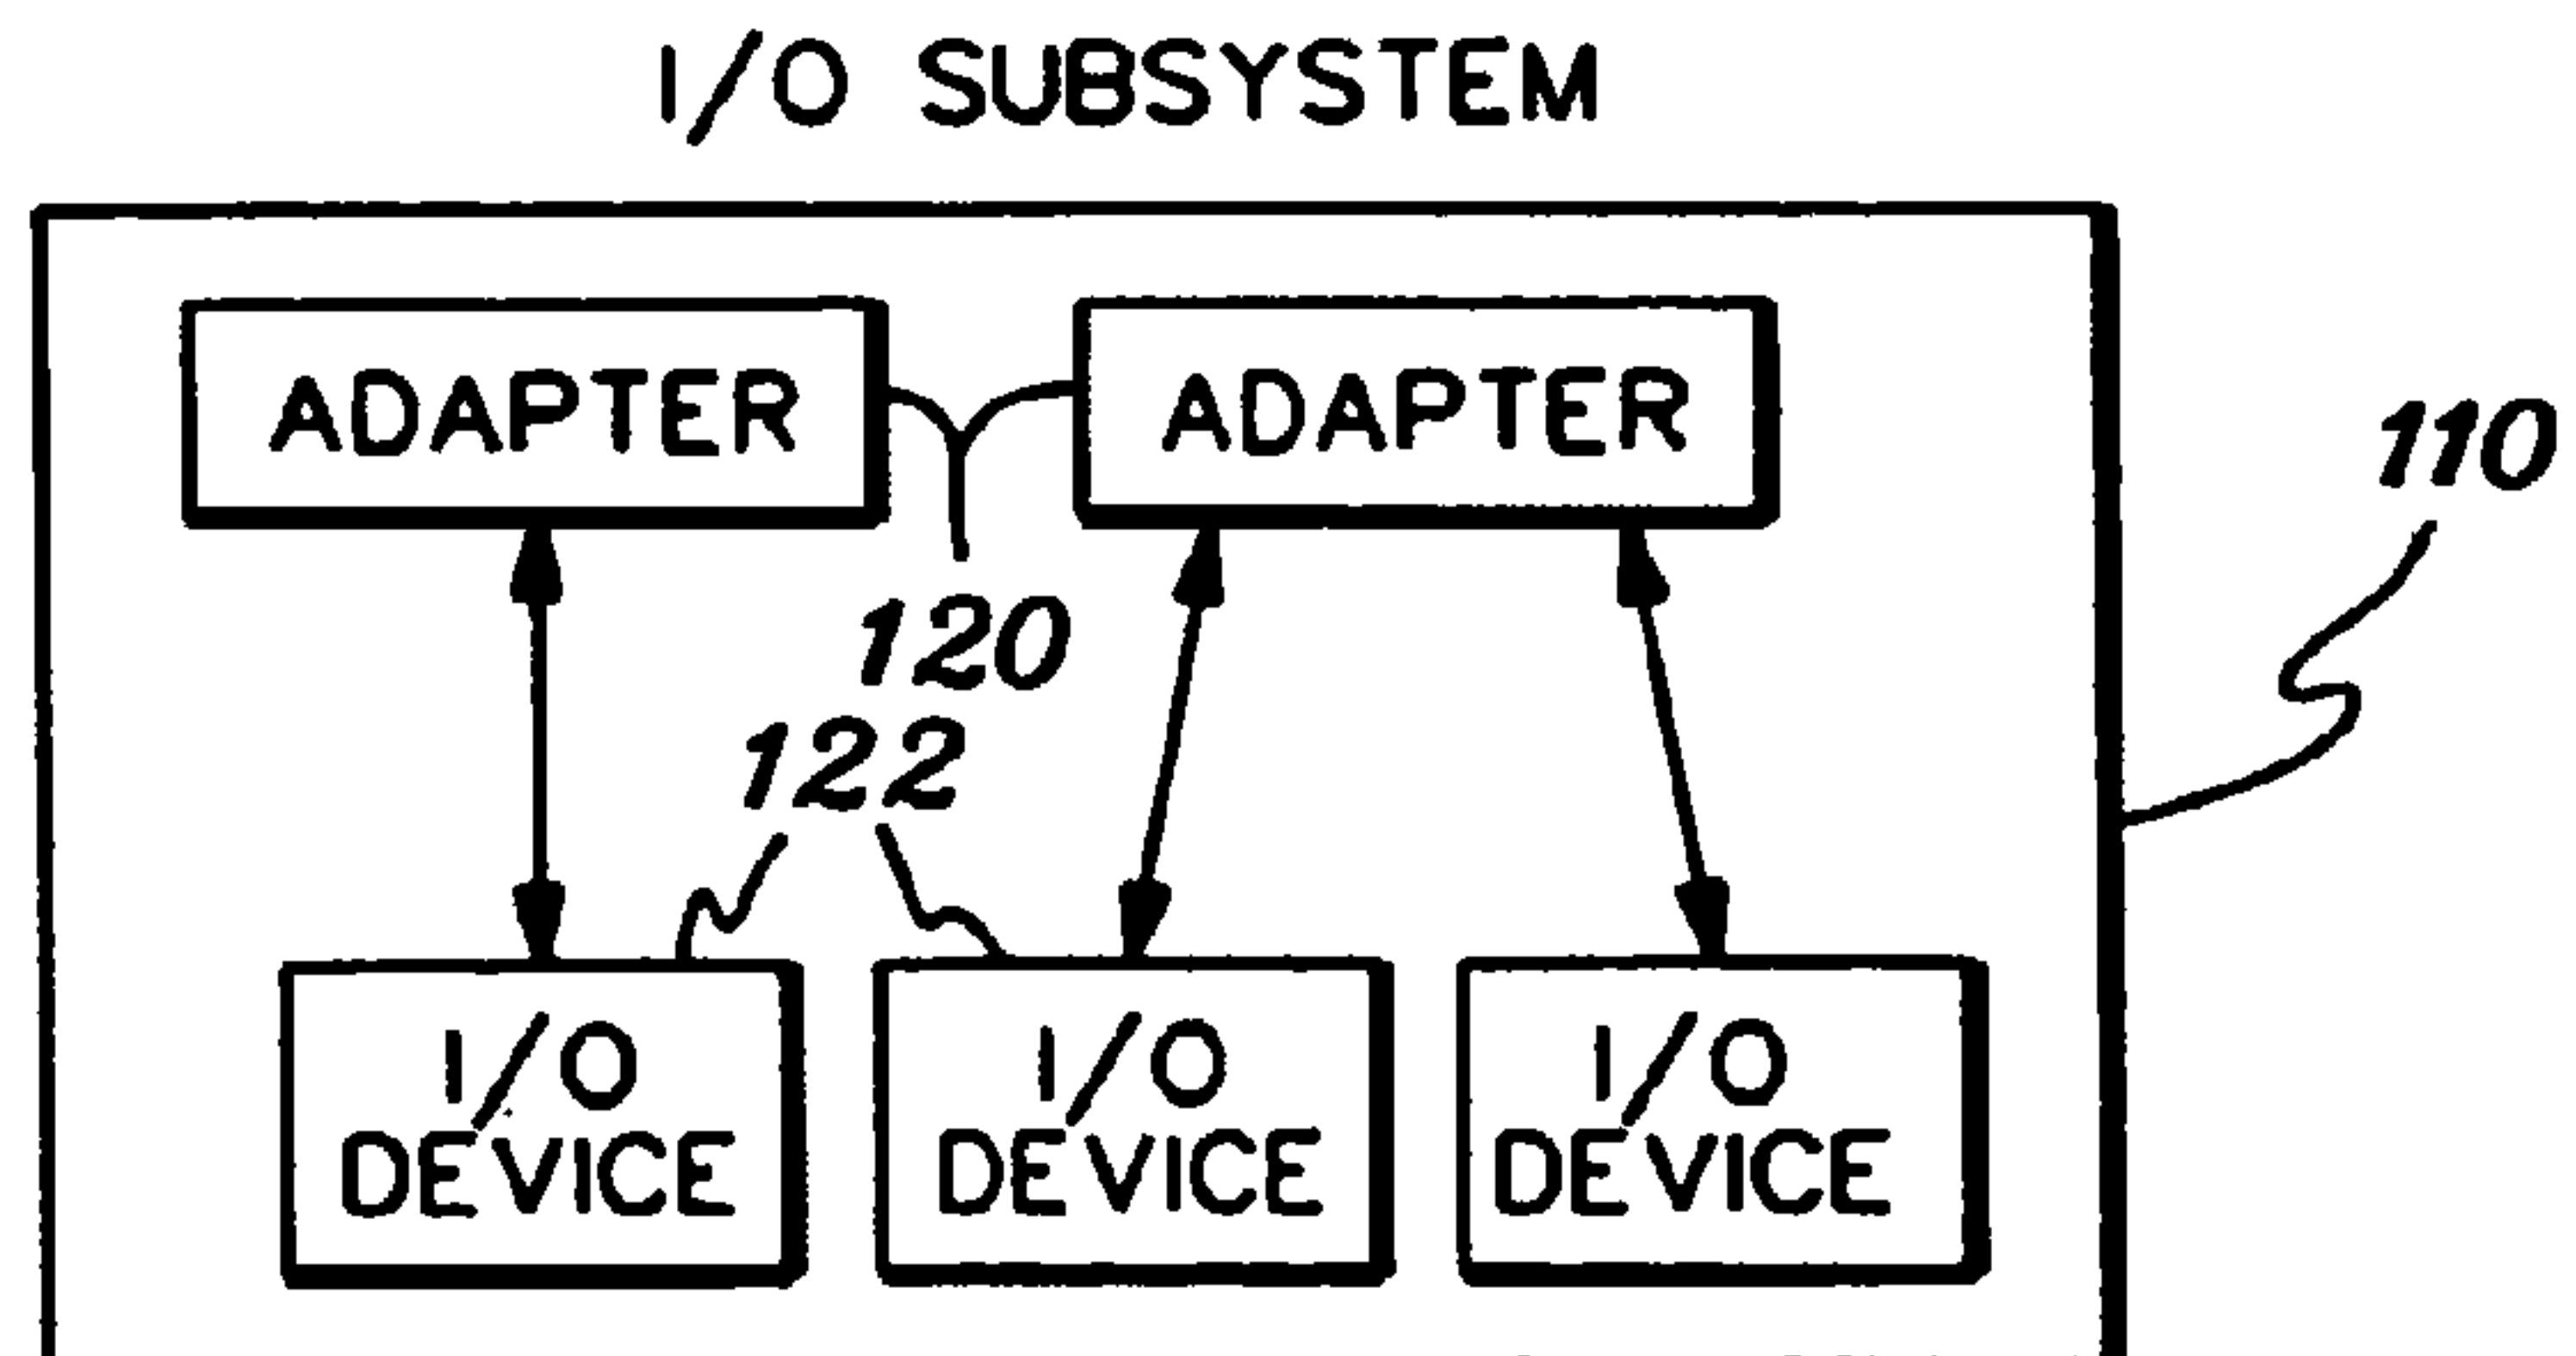 I/O SUBSYSTEM
ADAPTER
ADAPTER
110
120
122
I/O
DEVICE
I/O
DEVICE
I/O
DEVICE